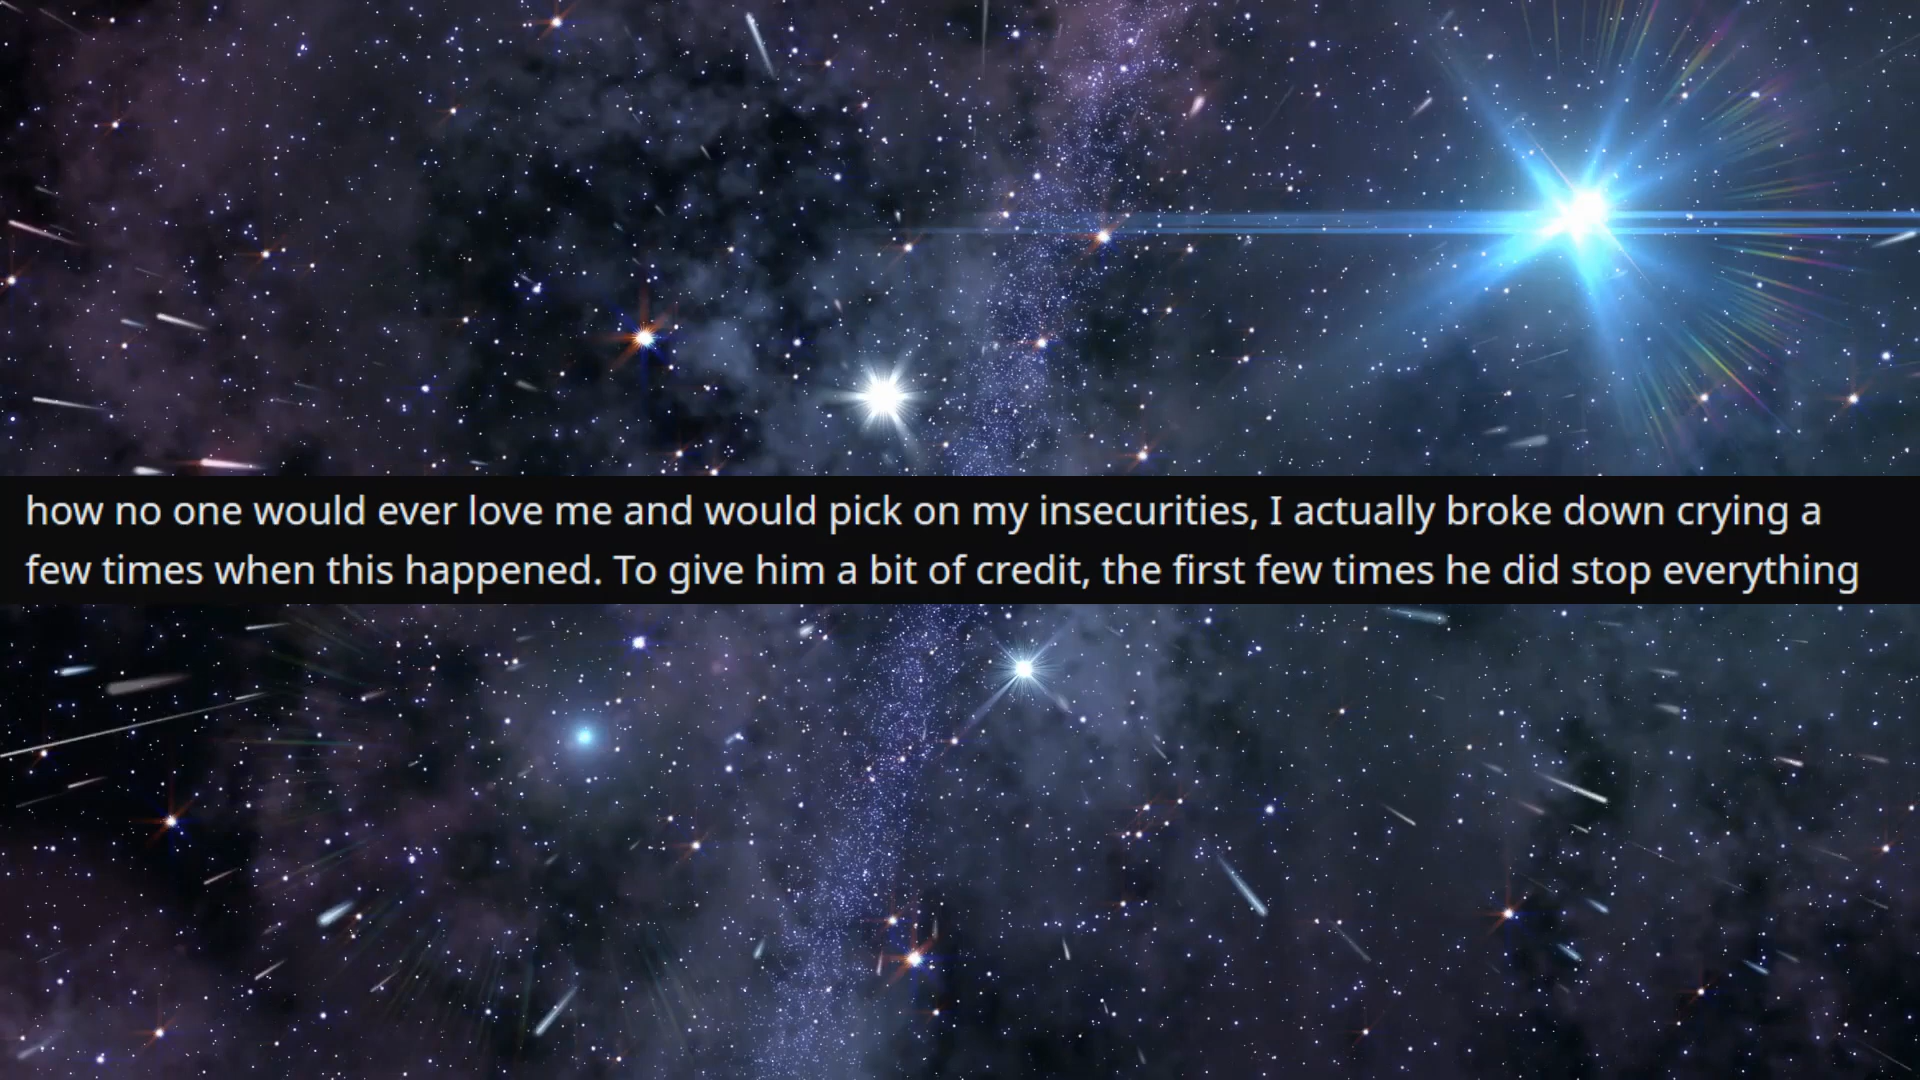 how no one would ever love me and would pick on my insecurities, I actually broke down crying a
few times when this happened. To give him a bit of credit, the first few times he did stop everything